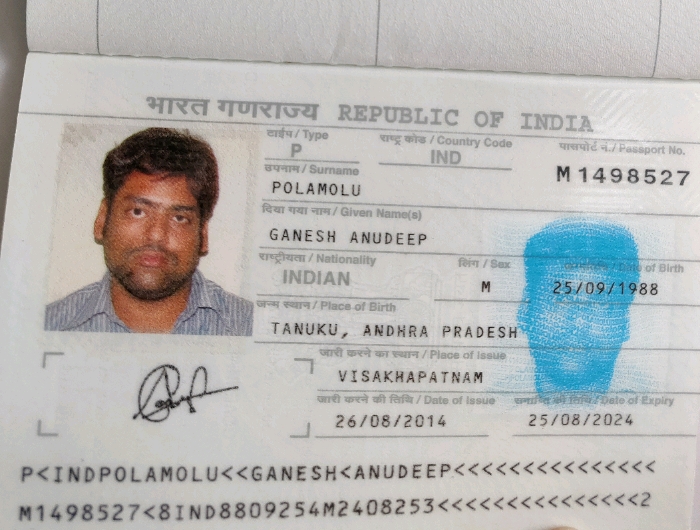 भारत गणराज्य REPUBLIC OF INDIA
टाईप / Type राष्ट्र कोड / Country Code पासपोर्ट नं. / Passport No.
P IND M1498527
उपनाम / Surname
POLAMOLU
दिया गया नाम / Given Name(s)
GANESH ANUDEEP
राष्ट्रीयता / Nationality लिंग / Sex Date of Birth
INDIAN M 25/09/1988
जन्म स्थान / Place of Birth
TANUKU, ANDHRA PRADESH
जारी करने का स्थान / Place of Issue
VISAKHAPATNAM
जारी करने की तिथि / Date of Issue समाप्ति की तिथि / Date of Expiry
26/08/2014 25/08/2024
P<INDPOLAMOLU<<GANESH<ANUDEEP<<<<<<<<<<<<<<<
M1498527<8IND8809254M2408253<<<<<<<<<<<<<<<2